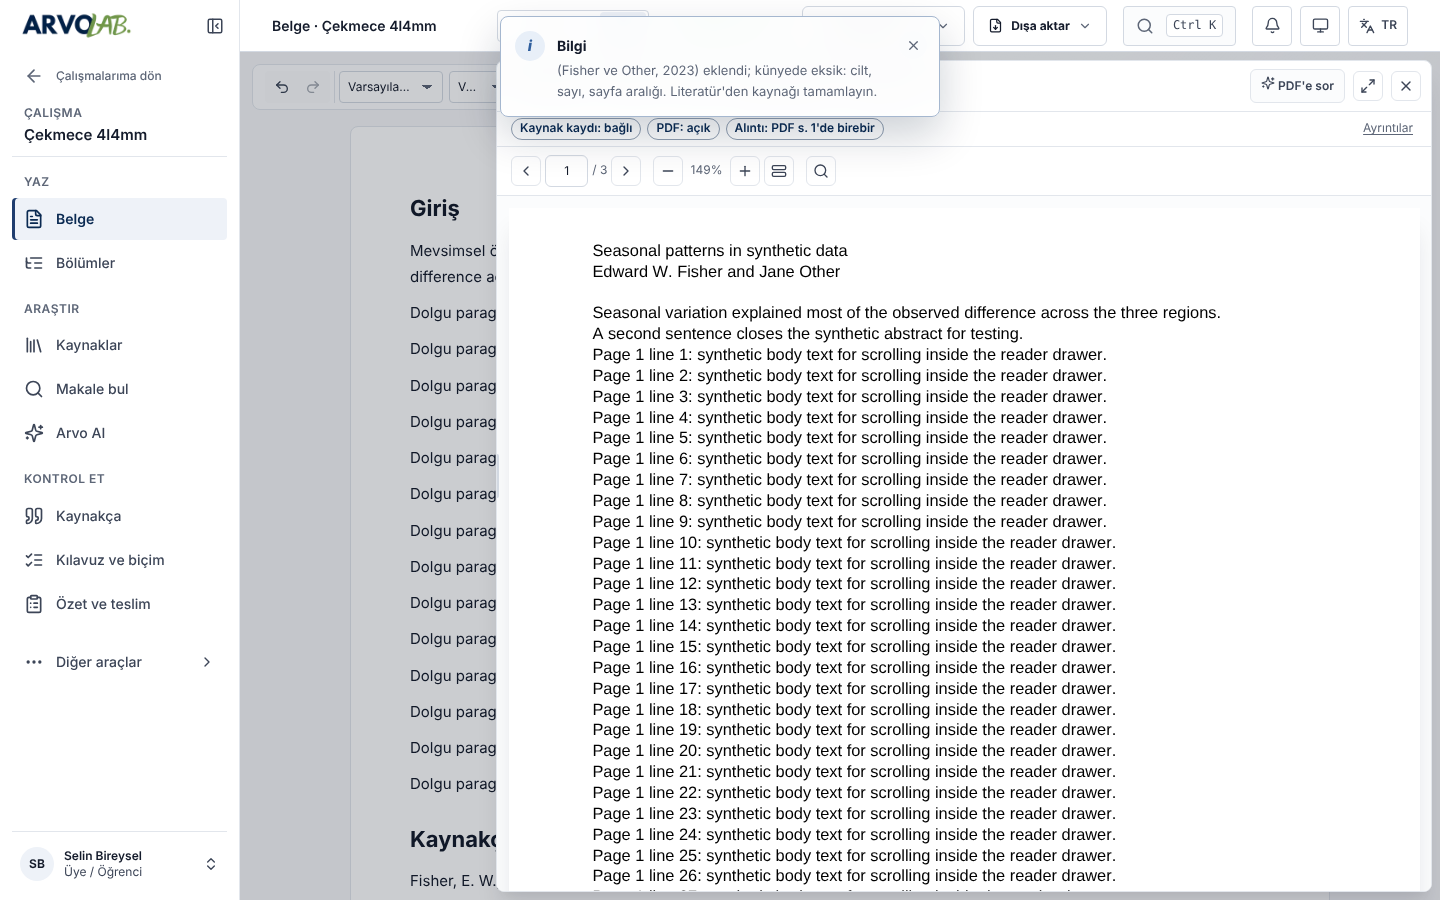 ARVOLAB.
Çalışmalarıma dön
ÇALIŞMA
Çekmece 4l4mm
YAZ
Belge
Bölümler
ARAŞTIR
Kaynaklar
Makale bul
Arvo AI
KONTROL ET
Kaynakça
Kılavuz ve biçim
Özet ve teslim
Diğer araçlar
SB
Selin Bireysel
Üye / Öğrenci
Belge · Çekmece 4l4mm
Dışa aktar
Ctrl K
TR
Varsayıla...
V...
Giriş
Mevsimsel
difference
Dolgu parag
Dolgu parag
Dolgu parag
Dolgu parag
Dolgu parag
Dolgu parag
Dolgu parag
Dolgu parag
Dolgu parag
Dolgu parag
Dolgu parag
Dolgu parag
Dolgu parag
Dolgu parag
Kaynak
Fisher, E. W.
i
Bilgi
(Fisher ve Other, 2023) eklendi; künyede eksik: cilt,
sayı, sayfa aralığı. Literatür'den kaynağı tamamlayın.
PDF'e sor
Kaynak kaydı: bağlı
PDF: açık
Alıntı: PDF s. 1'de birebir
Ayrıntılar
1 / 3
149%
Seasonal patterns in synthetic data
Edward W. Fisher and Jane Other
Seasonal variation explained most of the observed difference across the three regions.
A second sentence closes the synthetic abstract for testing.
Page 1 line 1: synthetic body text for scrolling inside the reader drawer.
Page 1 line 2: synthetic body text for scrolling inside the reader drawer.
Page 1 line 3: synthetic body text for scrolling inside the reader drawer.
Page 1 line 4: synthetic body text for scrolling inside the reader drawer.
Page 1 line 5: synthetic body text for scrolling inside the reader drawer.
Page 1 line 6: synthetic body text for scrolling inside the reader drawer.
Page 1 line 7: synthetic body text for scrolling inside the reader drawer.
Page 1 line 8: synthetic body text for scrolling inside the reader drawer.
Page 1 line 9: synthetic body text for scrolling inside the reader drawer.
Page 1 line 10: synthetic body text for scrolling inside the reader drawer.
Page 1 line 11: synthetic body text for scrolling inside the reader drawer.
Page 1 line 12: synthetic body text for scrolling inside the reader drawer.
Page 1 line 13: synthetic body text for scrolling inside the reader drawer.
Page 1 line 14: synthetic body text for scrolling inside the reader drawer.
Page 1 line 15: synthetic body text for scrolling inside the reader drawer.
Page 1 line 16: synthetic body text for scrolling inside the reader drawer.
Page 1 line 17: synthetic body text for scrolling inside the reader drawer.
Page 1 line 18: synthetic body text for scrolling inside the reader drawer.
Page 1 line 19: synthetic body text for scrolling inside the reader drawer.
Page 1 line 20: synthetic body text for scrolling inside the reader drawer.
Page 1 line 21: synthetic body text for scrolling inside the reader drawer.
Page 1 line 22: synthetic body text for scrolling inside the reader drawer.
Page 1 line 23: synthetic body text for scrolling inside the reader drawer.
Page 1 line 24: synthetic body text for scrolling inside the reader drawer.
Page 1 line 25: synthetic body text for scrolling inside the reader drawer.
Page 1 line 26: synthetic body text for scrolling inside the reader drawer.